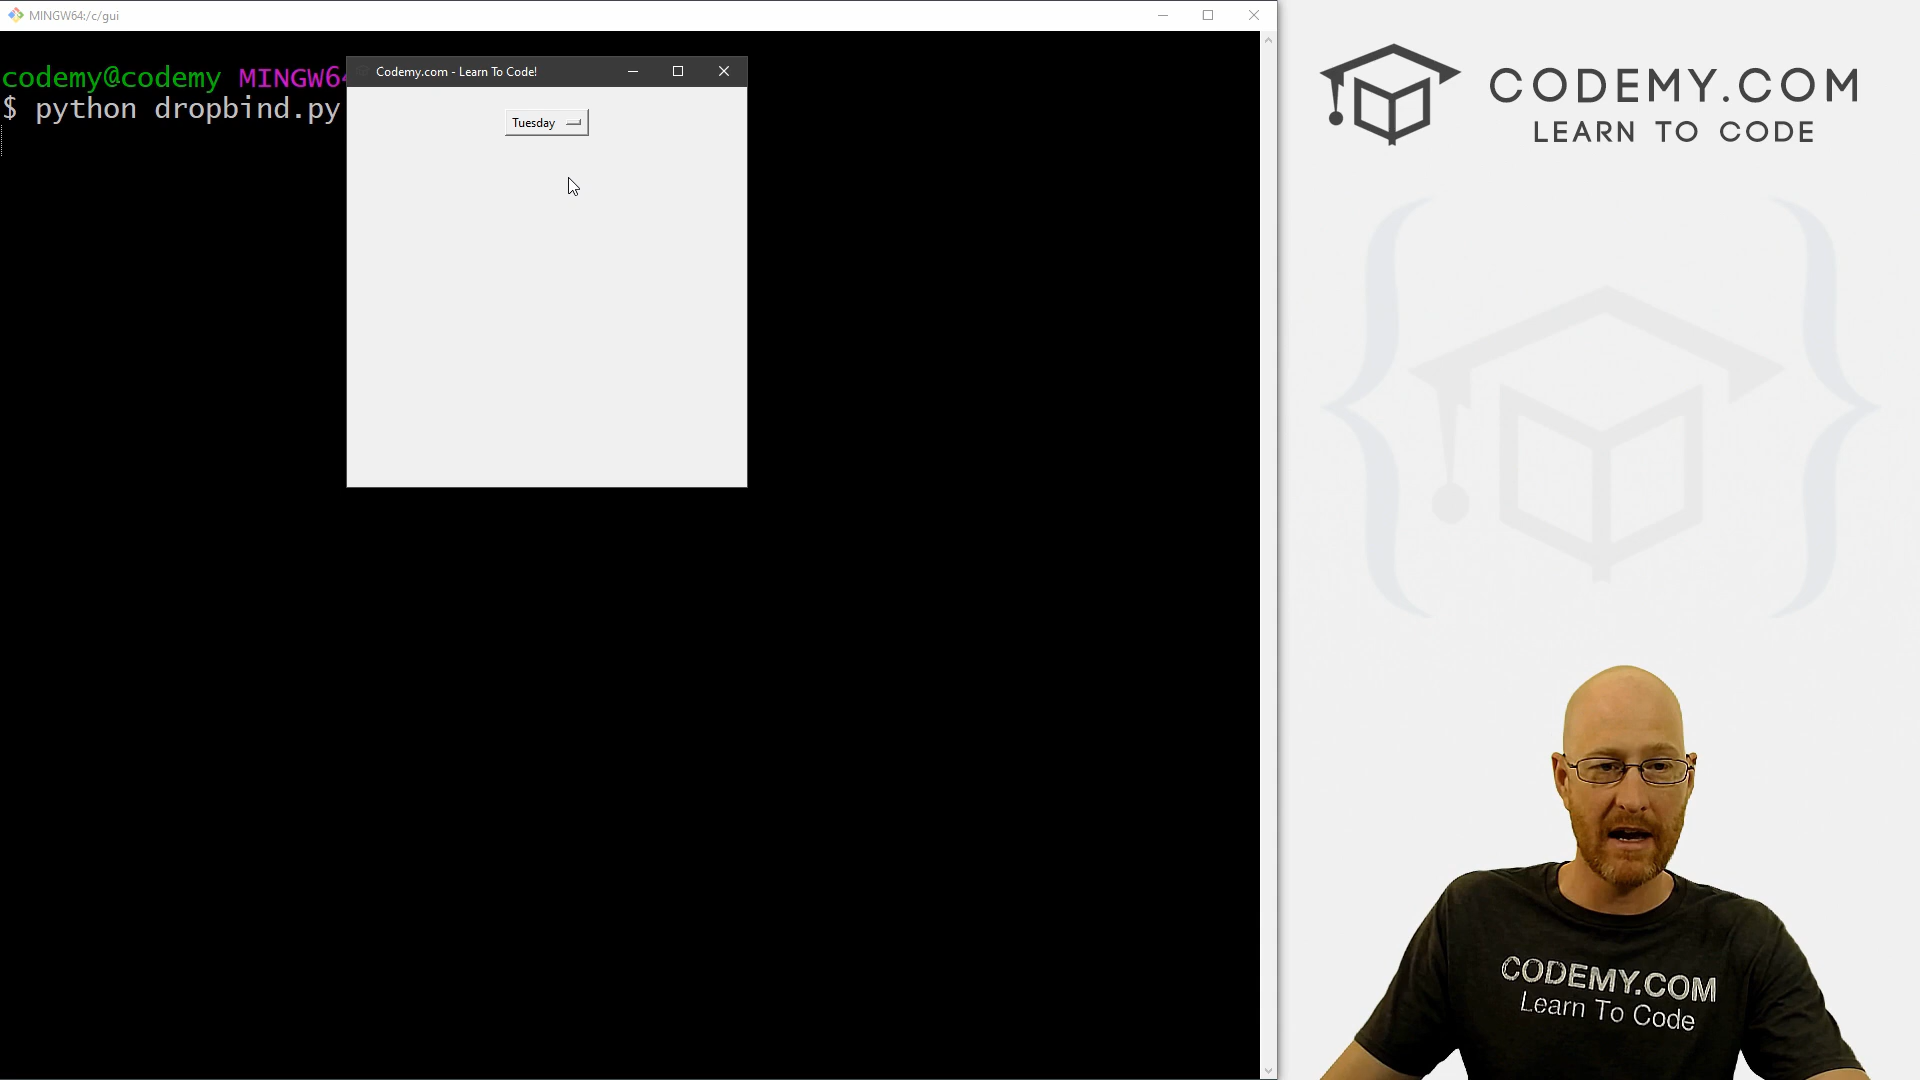 MINGW64:/c/gui
codemy@codemy MINGW64
$ python dropbind.py
Codemy.com - Learn To Code!
Tuesday
CODEMY.COM
LEARN TO CODE
CODEMY.COM
Learn To Code